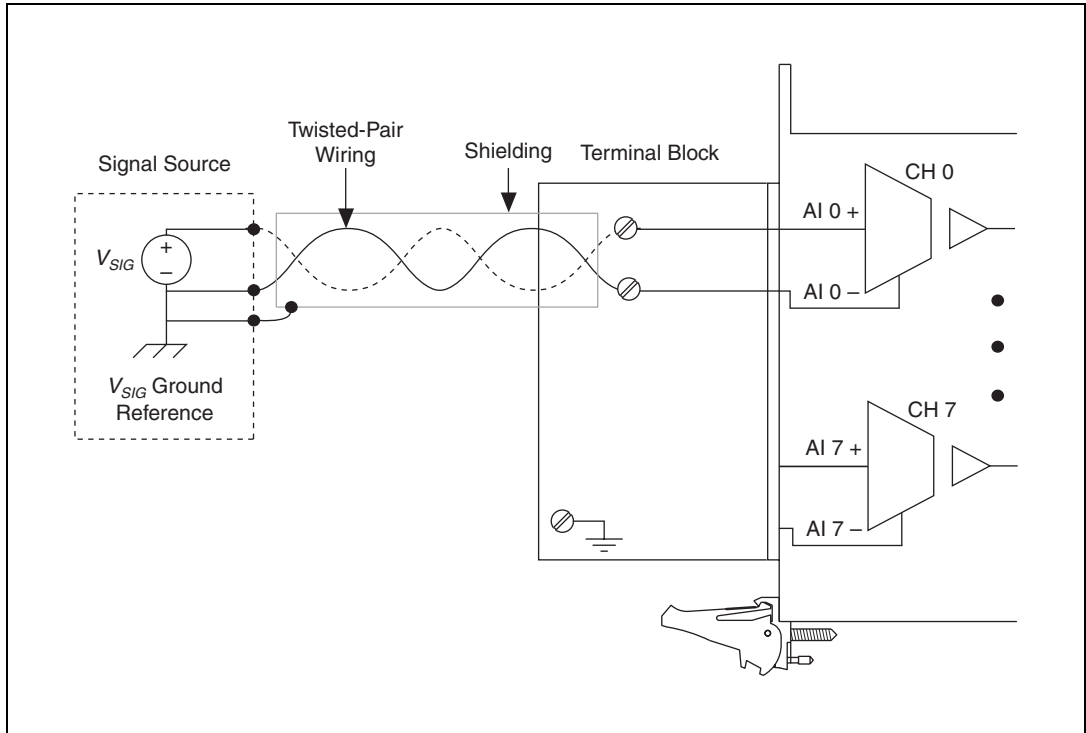 Twisted-Pair
Wiring
Shielding
Terminal Block
Signal Source
CH 0
AI 0 +
+
V_SIG
–
AI 0 –
V_SIG Ground
Reference
CH 7
AI 7 +
AI 7 –